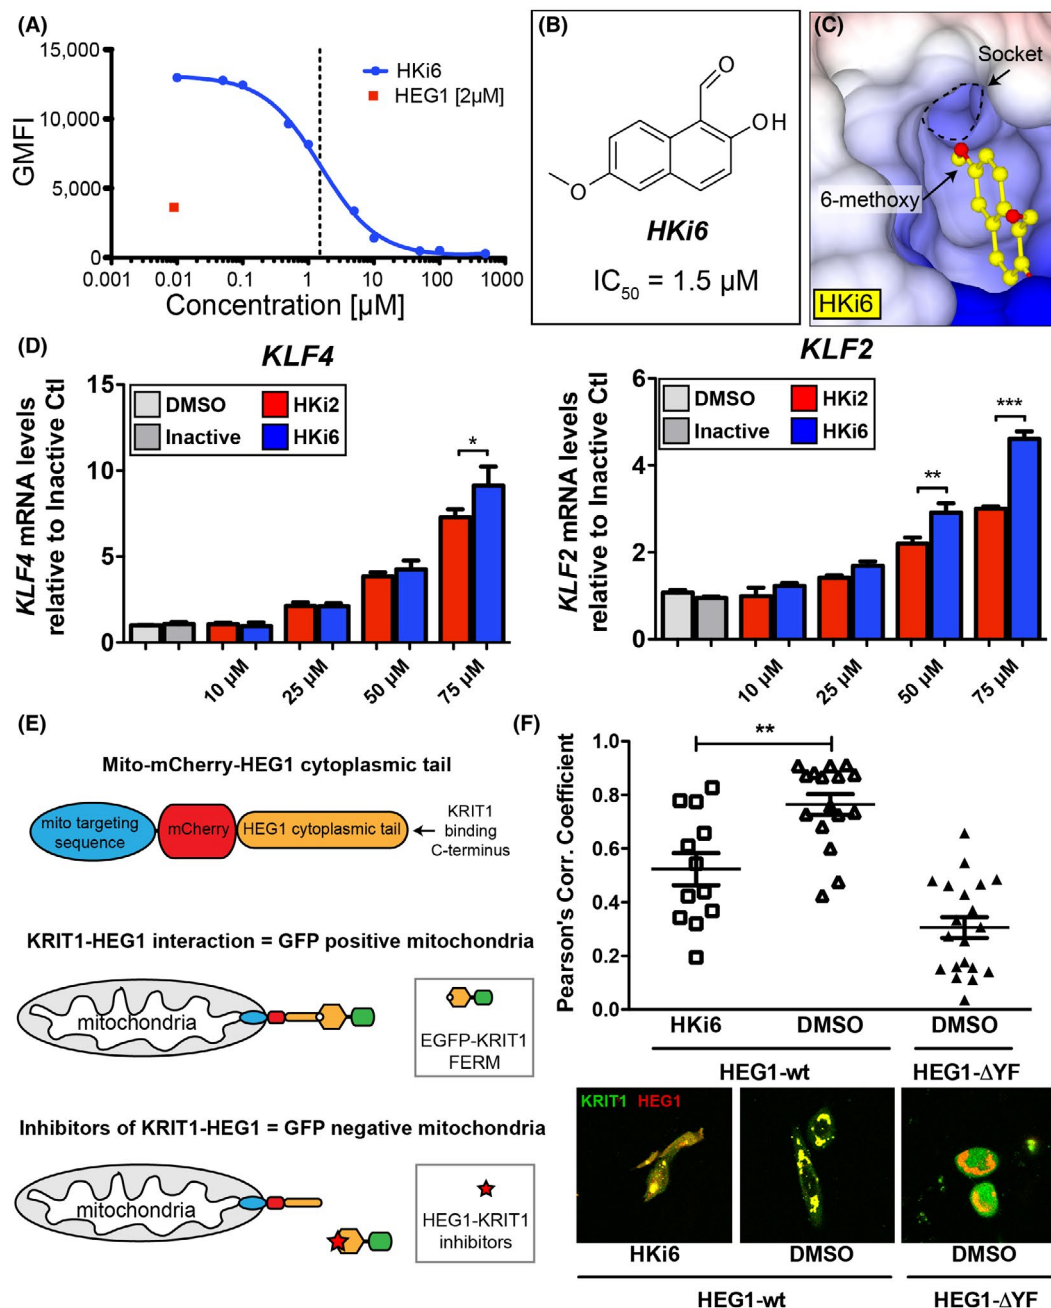 (A)
15,000
10,000
5,000
0
GMFI
0.001
0.01
0.1
1
10
100
1000
Concentration [µM]
HKi6
HEG1 [2µM]
(B)
O
OH
O
HKi6
IC50 = 1.5 µM
(C)
Socket
6-methoxy
HKi6
(D)
KLF4
15
10
5
0
KLF4 mRNA levels
relative to Inactive Ctl
DMSO
Inactive
HKi2
HKi6
*
10 µM
25 µM
50 µM
75 µM
KLF2
6
4
2
0
KLF2 mRNA levels
relative to Inactive Ctl
DMSO
Inactive
HKi2
HKi6
**
***
10 µM
25 µM
50 µM
75 µM
(E)
Mito-mCherry-HEG1 cytoplasmic tail
mito targeting
sequence
mCherry
HEG1 cytoplasmic tail
KRIT1
binding
C-terminus
KRIT1-HEG1 interaction = GFP positive mitochondria
mitochondria
EGFP-KRIT1
FERM
Inhibitors of KRIT1-HEG1 = GFP negative mitochondria
mitochondria
HEG1-KRIT1
inhibitors
(F)
1.0
0.8
0.6
0.4
0.2
0.0
Pearson's Corr. Coefficient
**
HKi6
DMSO
DMSO
HEG1-wt
HEG1-ΔYF
KRIT1 HEG1
HKi6
DMSO
DMSO
HEG1-wt
HEG1-ΔYF